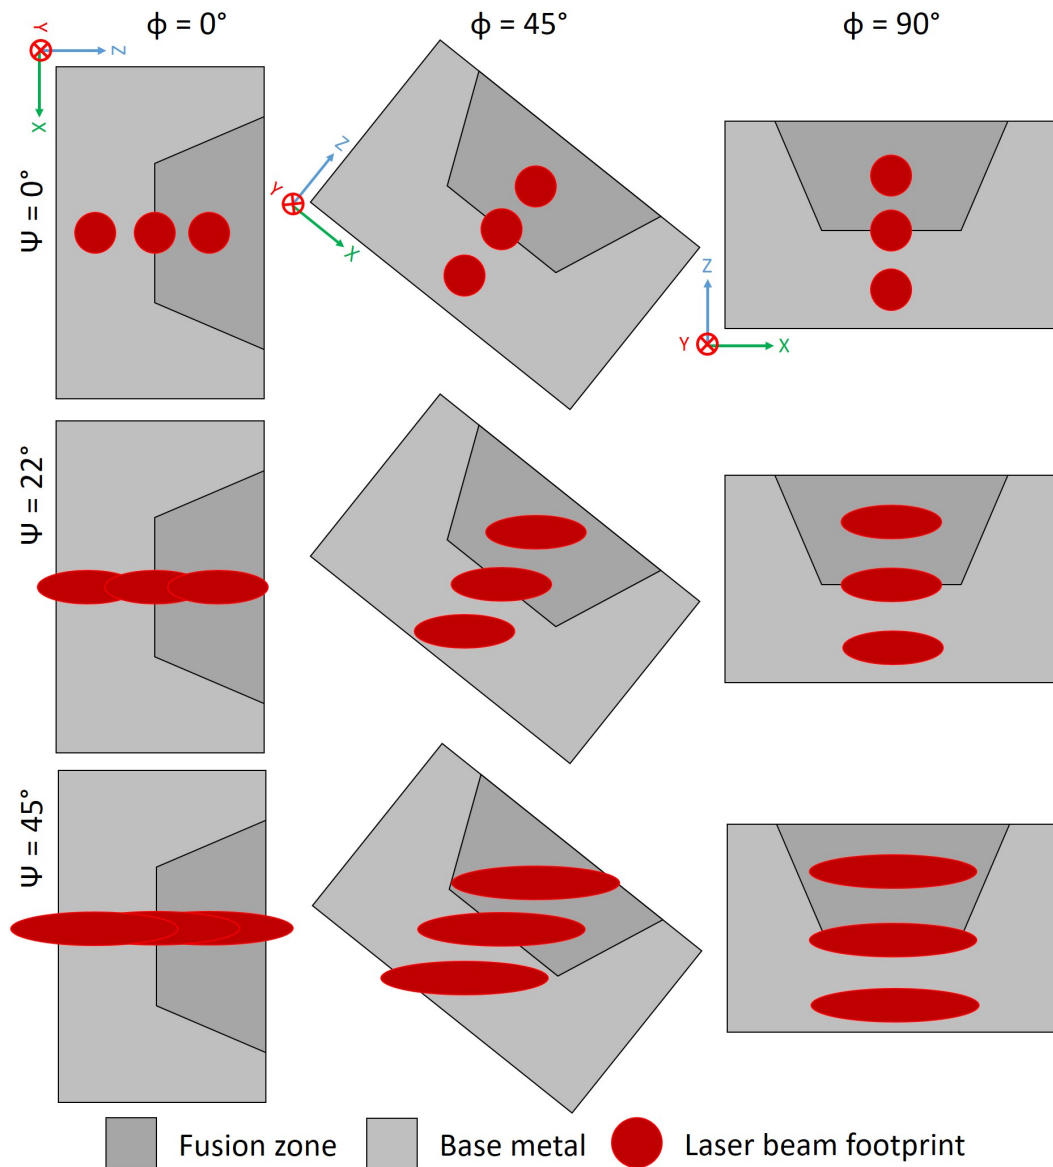 ϕ = 0°
ϕ = 45°
ϕ = 90°
Y
Z
X
Ψ = 0°
Z
Y
X
Z
Y
X
Ψ = 22°
Ψ = 45°
Fusion zone
Base metal
Laser beam footprint